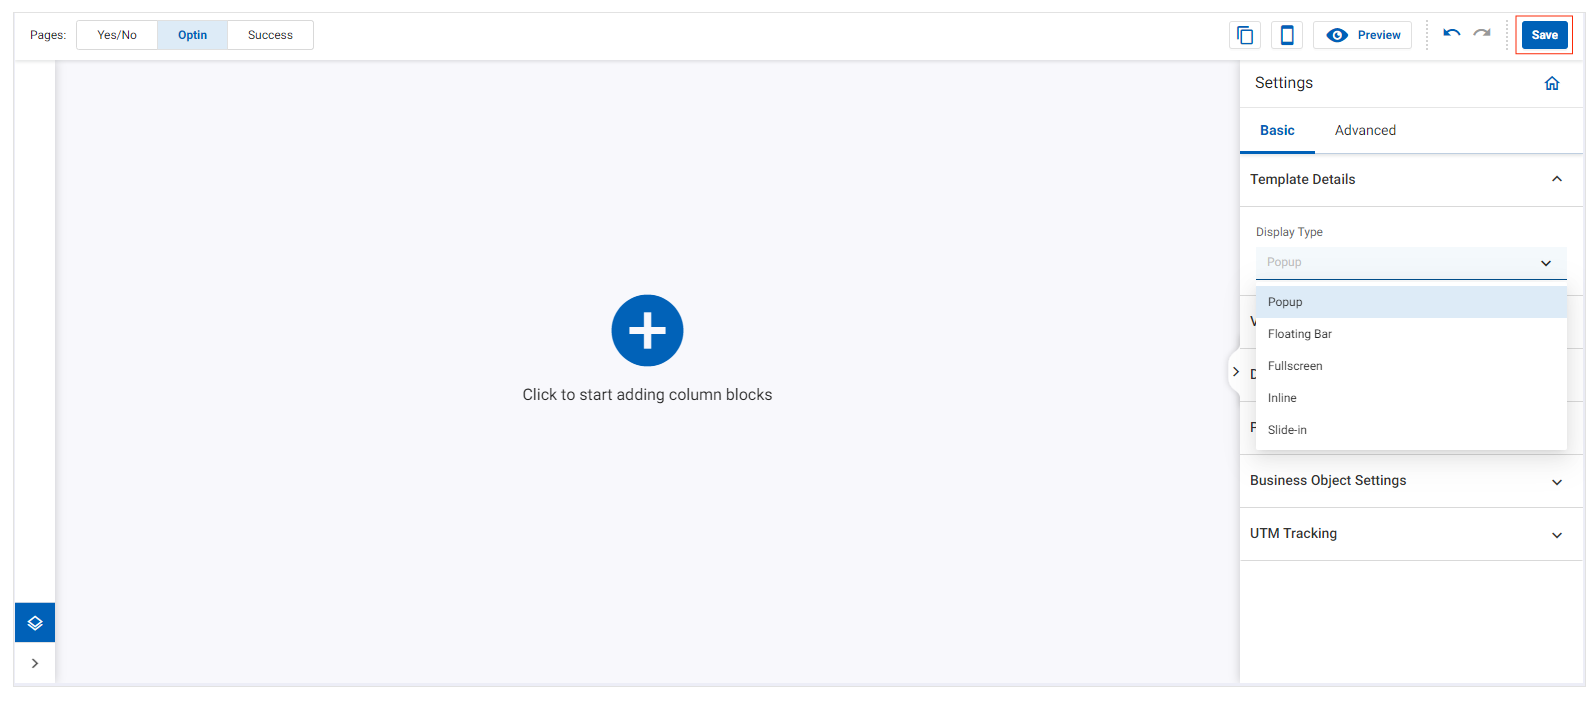 Pages: Yes/No Optin Success Preview Save
Settings
Basic Advanced
Template Details
Display Type
Popup
Popup
Floating Bar
Fullscreen
Inline
Slide-in
Business Object Settings
UTM Tracking
Click to start adding column blocks